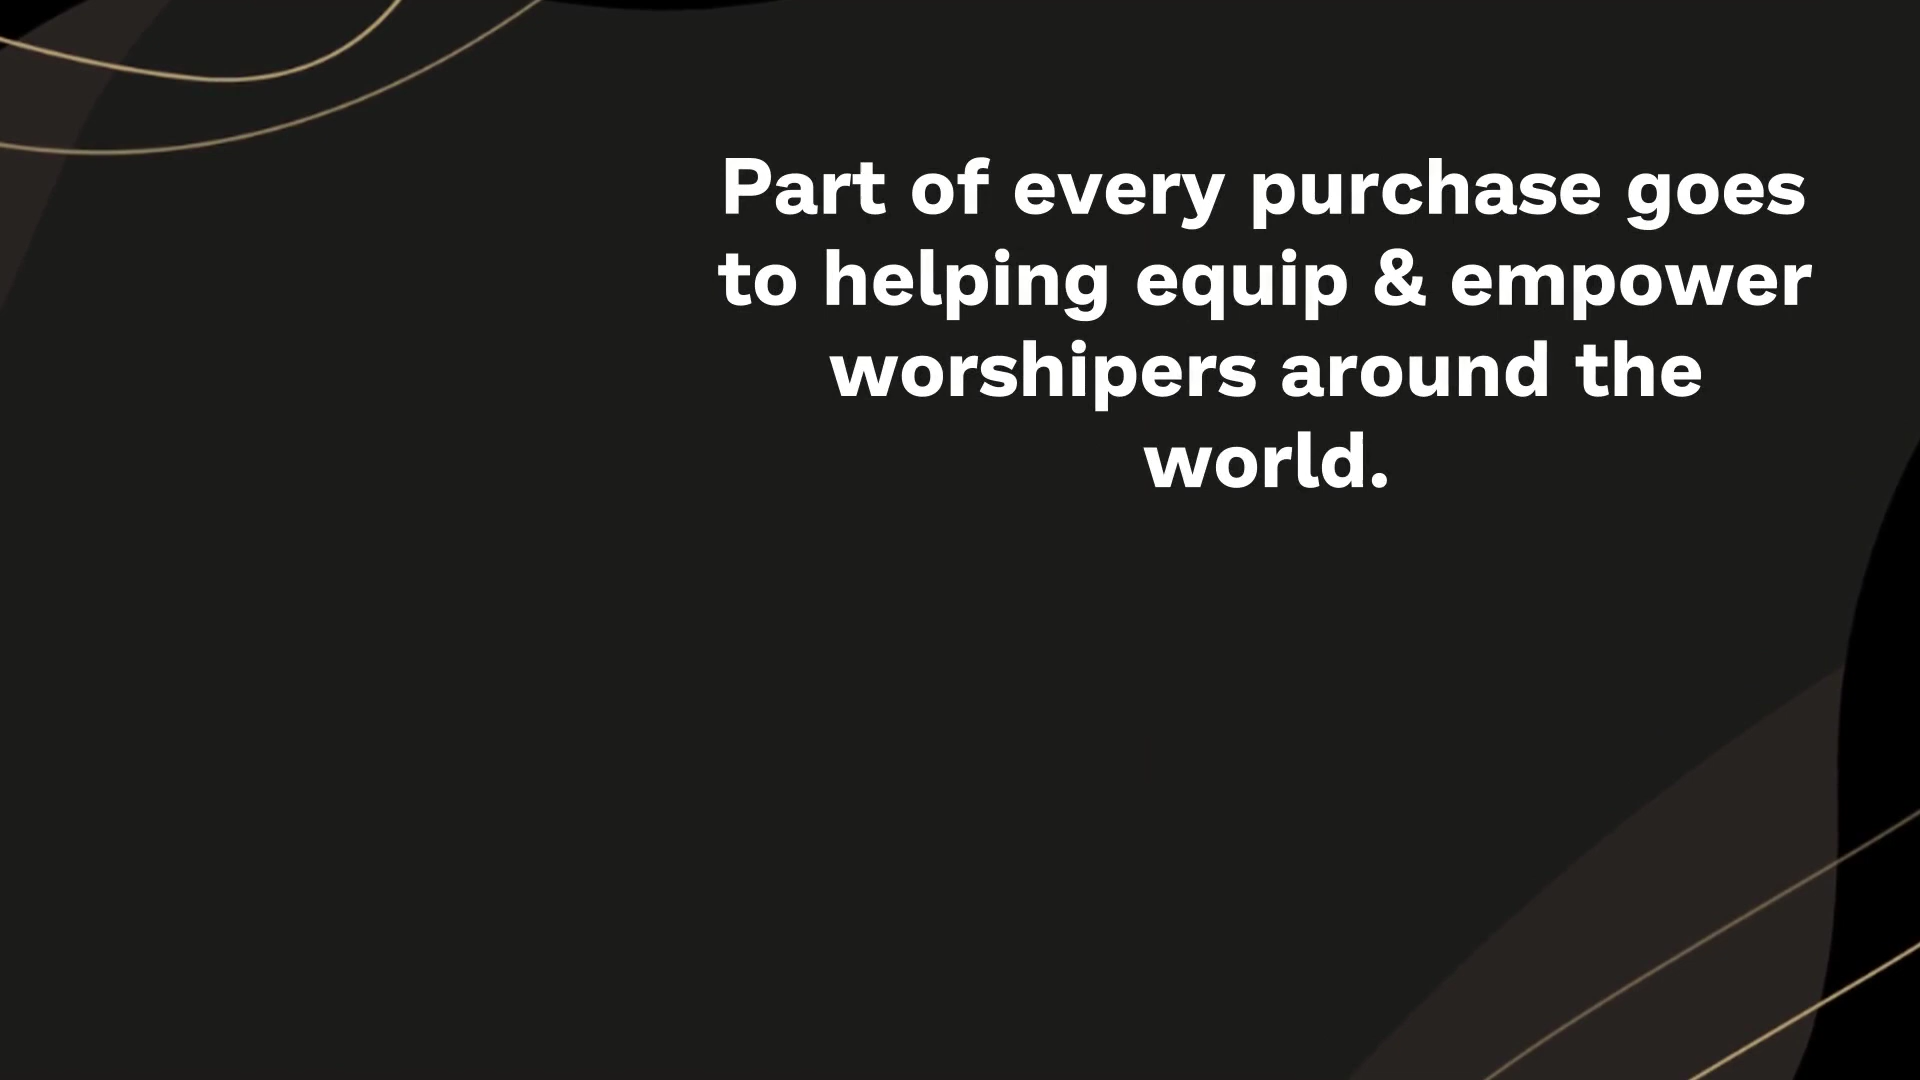 Part of every purchase goes
to helping equip & empower
worshipers around the
world.